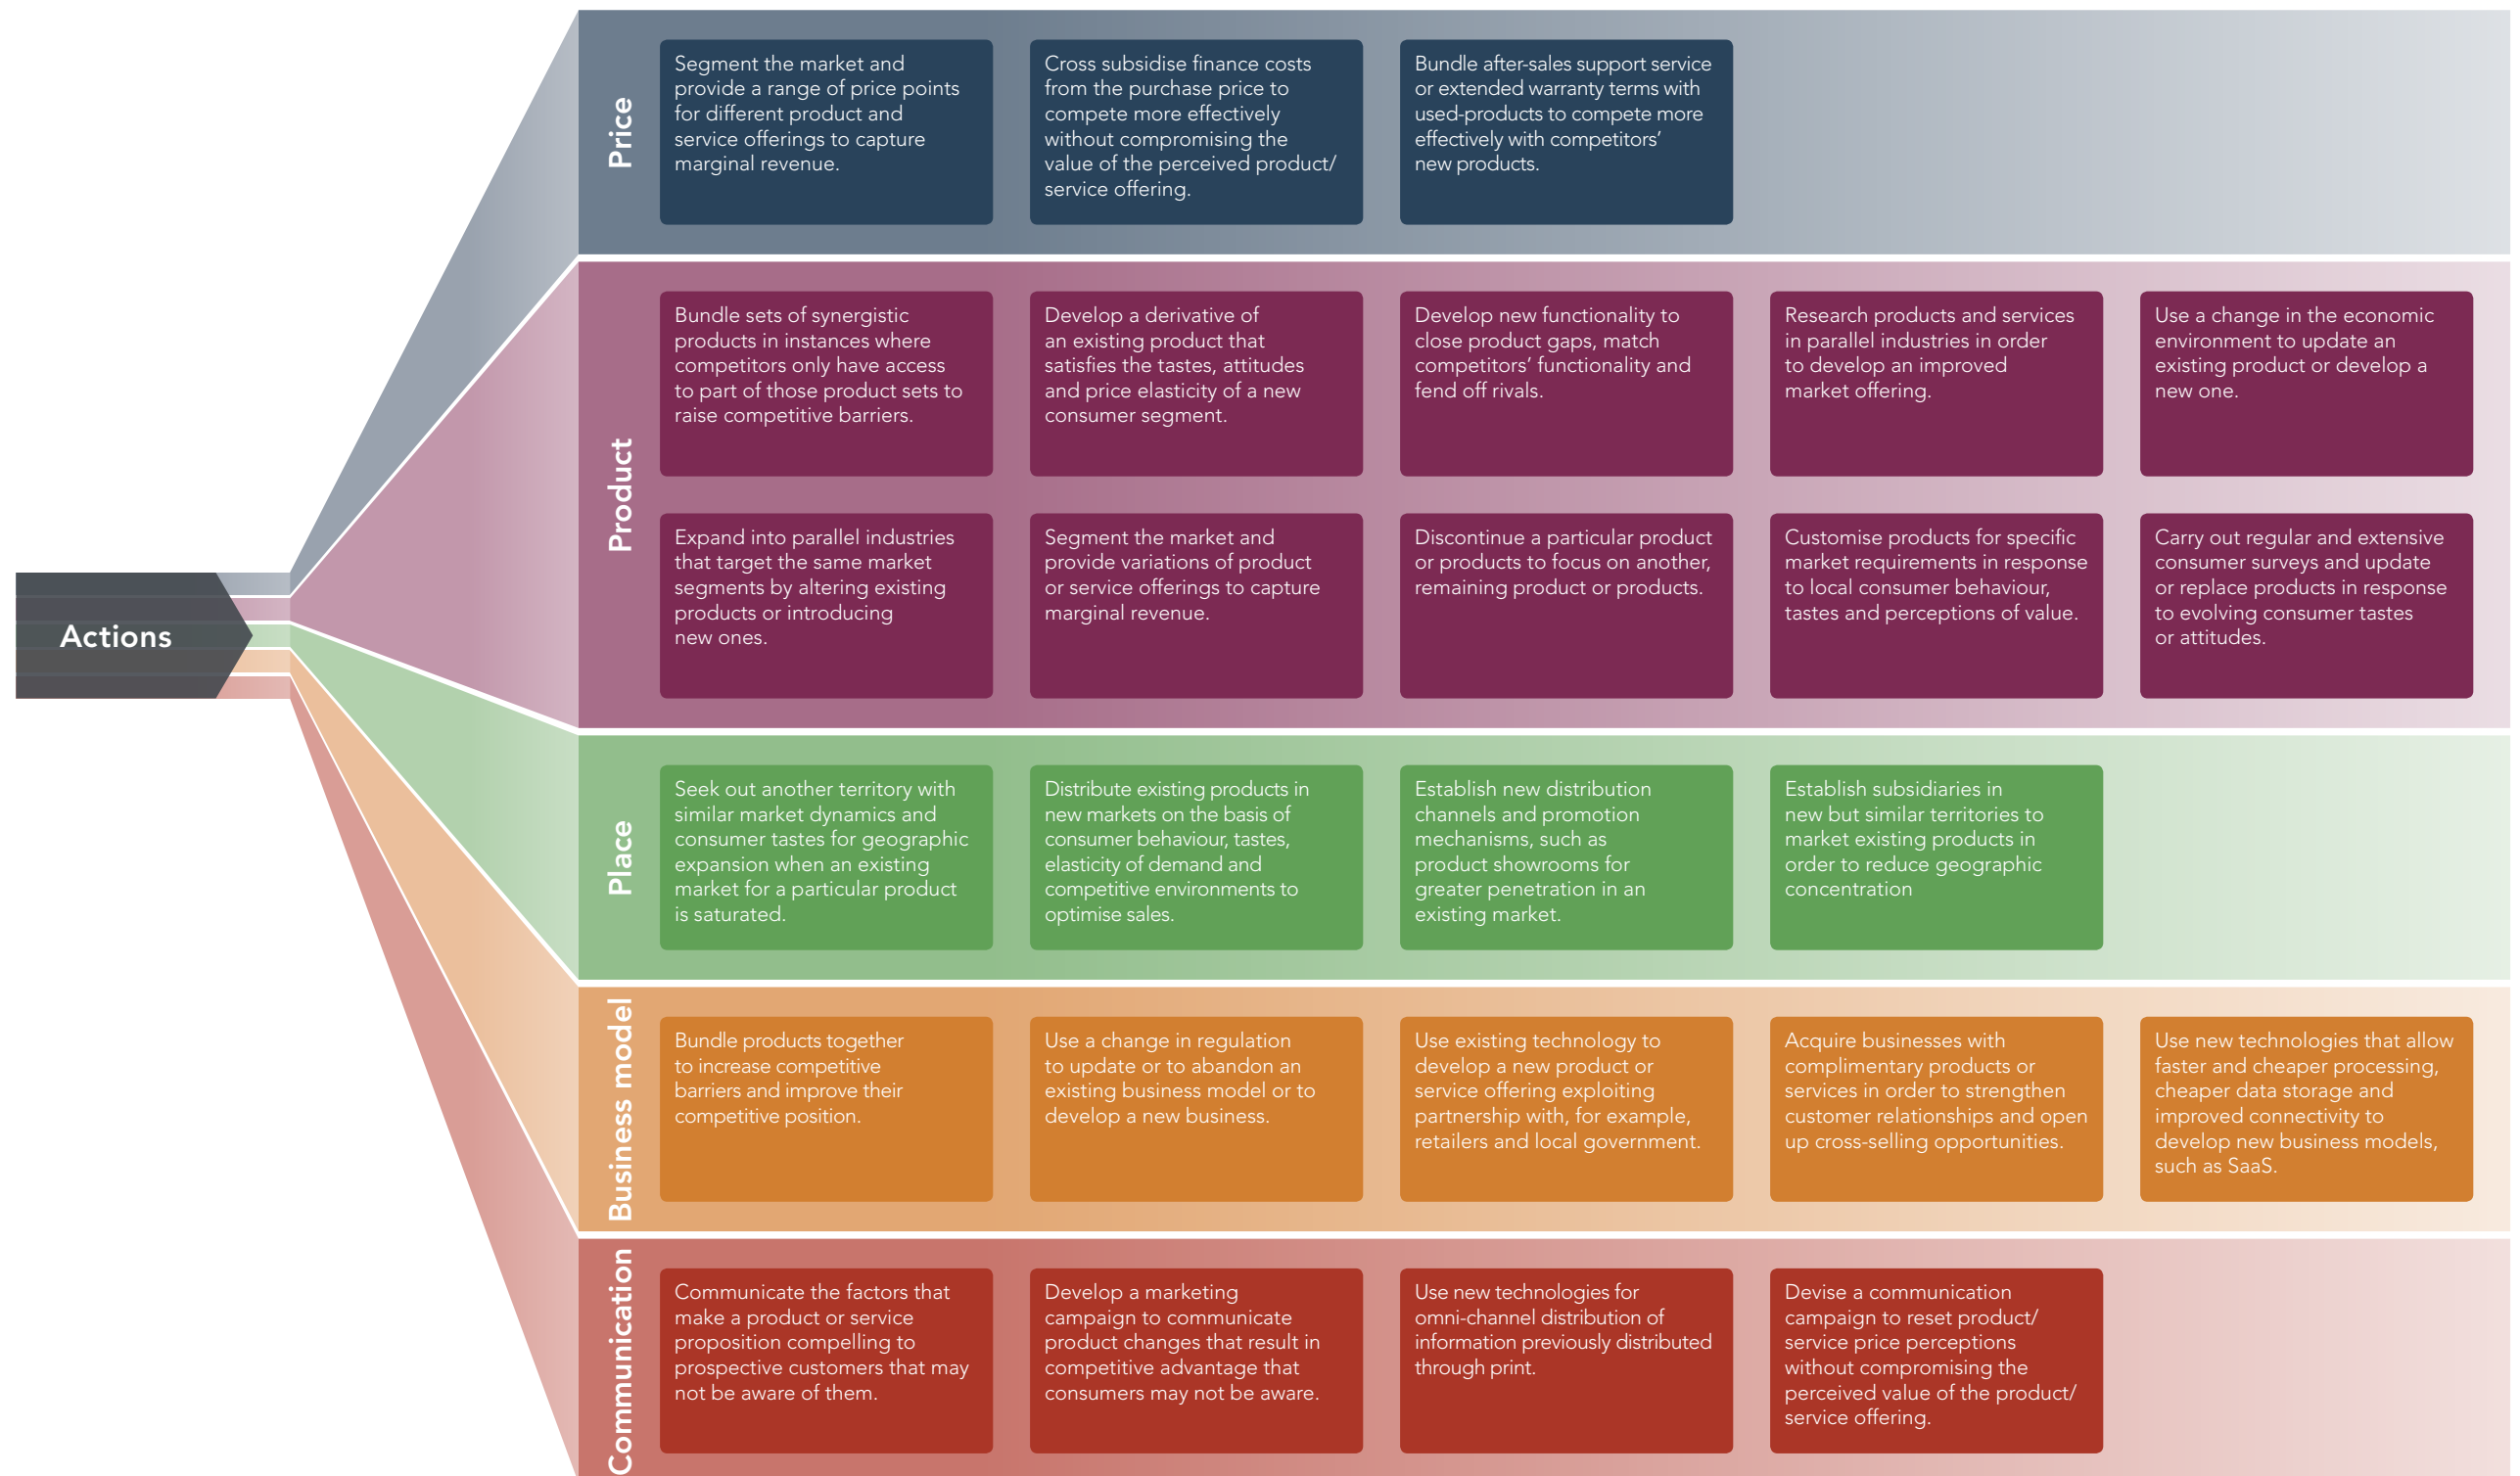 Actions
Price
Segment the market and
provide a range of price points
for different product and
service offerings to capture
marginal revenue.
Cross subsidise finance costs
from the purchase price to
compete more effectively
without compromising the
value of the perceived product/
service offering.
Bundle after-sales support service
or extended warranty terms with
used-products to compete more
effectively with competitors’
new products.
Product
Bundle sets of synergistic
products in instances where
competitors only have access
to part of those product sets to
raise competitive barriers.
Develop a derivative of
an existing product that
satisfies the tastes, attitudes
and price elasticity of a new
consumer segment.
Develop new functionality to
close product gaps, match
competitors’ functionality and
fend off rivals.
Research products and services
in parallel industries in order
to develop an improved
market offering.
Use a change in the economic
environment to update an
existing product or develop a
new one.
Expand into parallel industries
that target the same market
segments by altering existing
products or introducing
new ones.
Segment the market and
provide variations of product
or service offerings to capture
marginal revenue.
Discontinue a particular product
or products to focus on another,
remaining product or products.
Customise products for specific
market requirements in response
to local consumer behaviour,
tastes and perceptions of value.
Carry out regular and extensive
consumer surveys and update
or replace products in response
to evolving consumer tastes
or attitudes.
Place
Seek out another territory with
similar market dynamics and
consumer tastes for geographic
expansion when an existing
market for a particular product
is saturated.
Distribute existing products in
new markets on the basis of
consumer behaviour, tastes,
elasticity of demand and
competitive environments to
optimise sales.
Establish new distribution
channels and promotion
mechanisms, such as
product showrooms for
greater penetration in an
existing market.
Establish subsidiaries in
new but similar territories to
market existing products in
order to reduce geographic
concentration
Business model
Bundle products together
to increase competitive
barriers and improve their
competitive position.
Use a change in regulation
to update or to abandon an
existing business model or to
develop a new business.
Use existing technology to
develop a new product or
service offering exploiting
partnership with, for example,
retailers and local government.
Acquire businesses with
complimentary products or
services in order to strengthen
customer relationships and open
up cross-selling opportunities.
Use new technologies that allow
faster and cheaper processing,
cheaper data storage and
improved connectivity to
develop new business models,
such as SaaS.
Communication
Communicate the factors that
make a product or service
proposition compelling to
prospective customers that may
not be aware of them.
Develop a marketing
campaign to communicate
product changes that result in
competitive advantage that
consumers may not be aware.
Use new technologies for
omni-channel distribution of
information previously distributed
through print.
Devise a communication
campaign to reset product/
service price perceptions
without compromising the
perceived value of the product/
service offering.